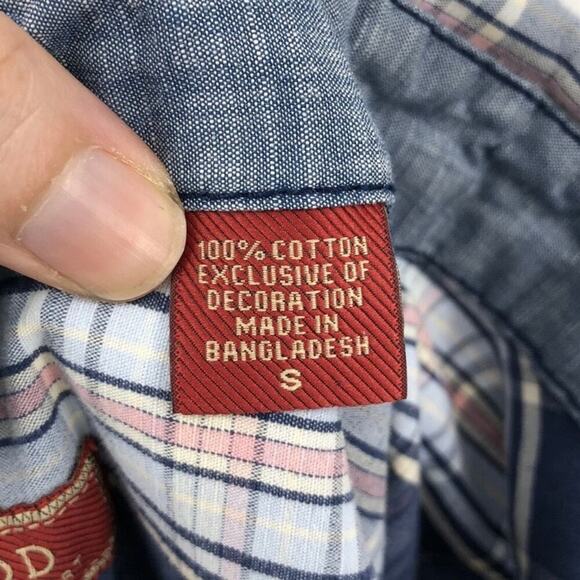 100% COTTON
EXCLUSIVE OF
DECORATION
MADE IN
BANGLADESH
S